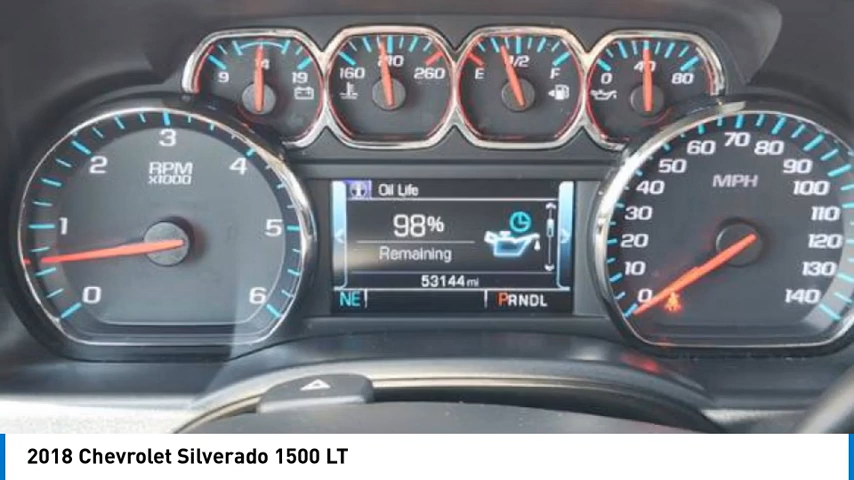 9 14 19
160 210 260
E 1/2 F
0 40 80
0 1 2 3 4 5 6
RPM
x1000
Oil Life
98%
Remaining
53144 mi
NE
PRNDL
0 10 20 30 40 50 60 70 80 90 100 110 120 130 140
MPH
2018 Chevrolet Silverado 1500 LT